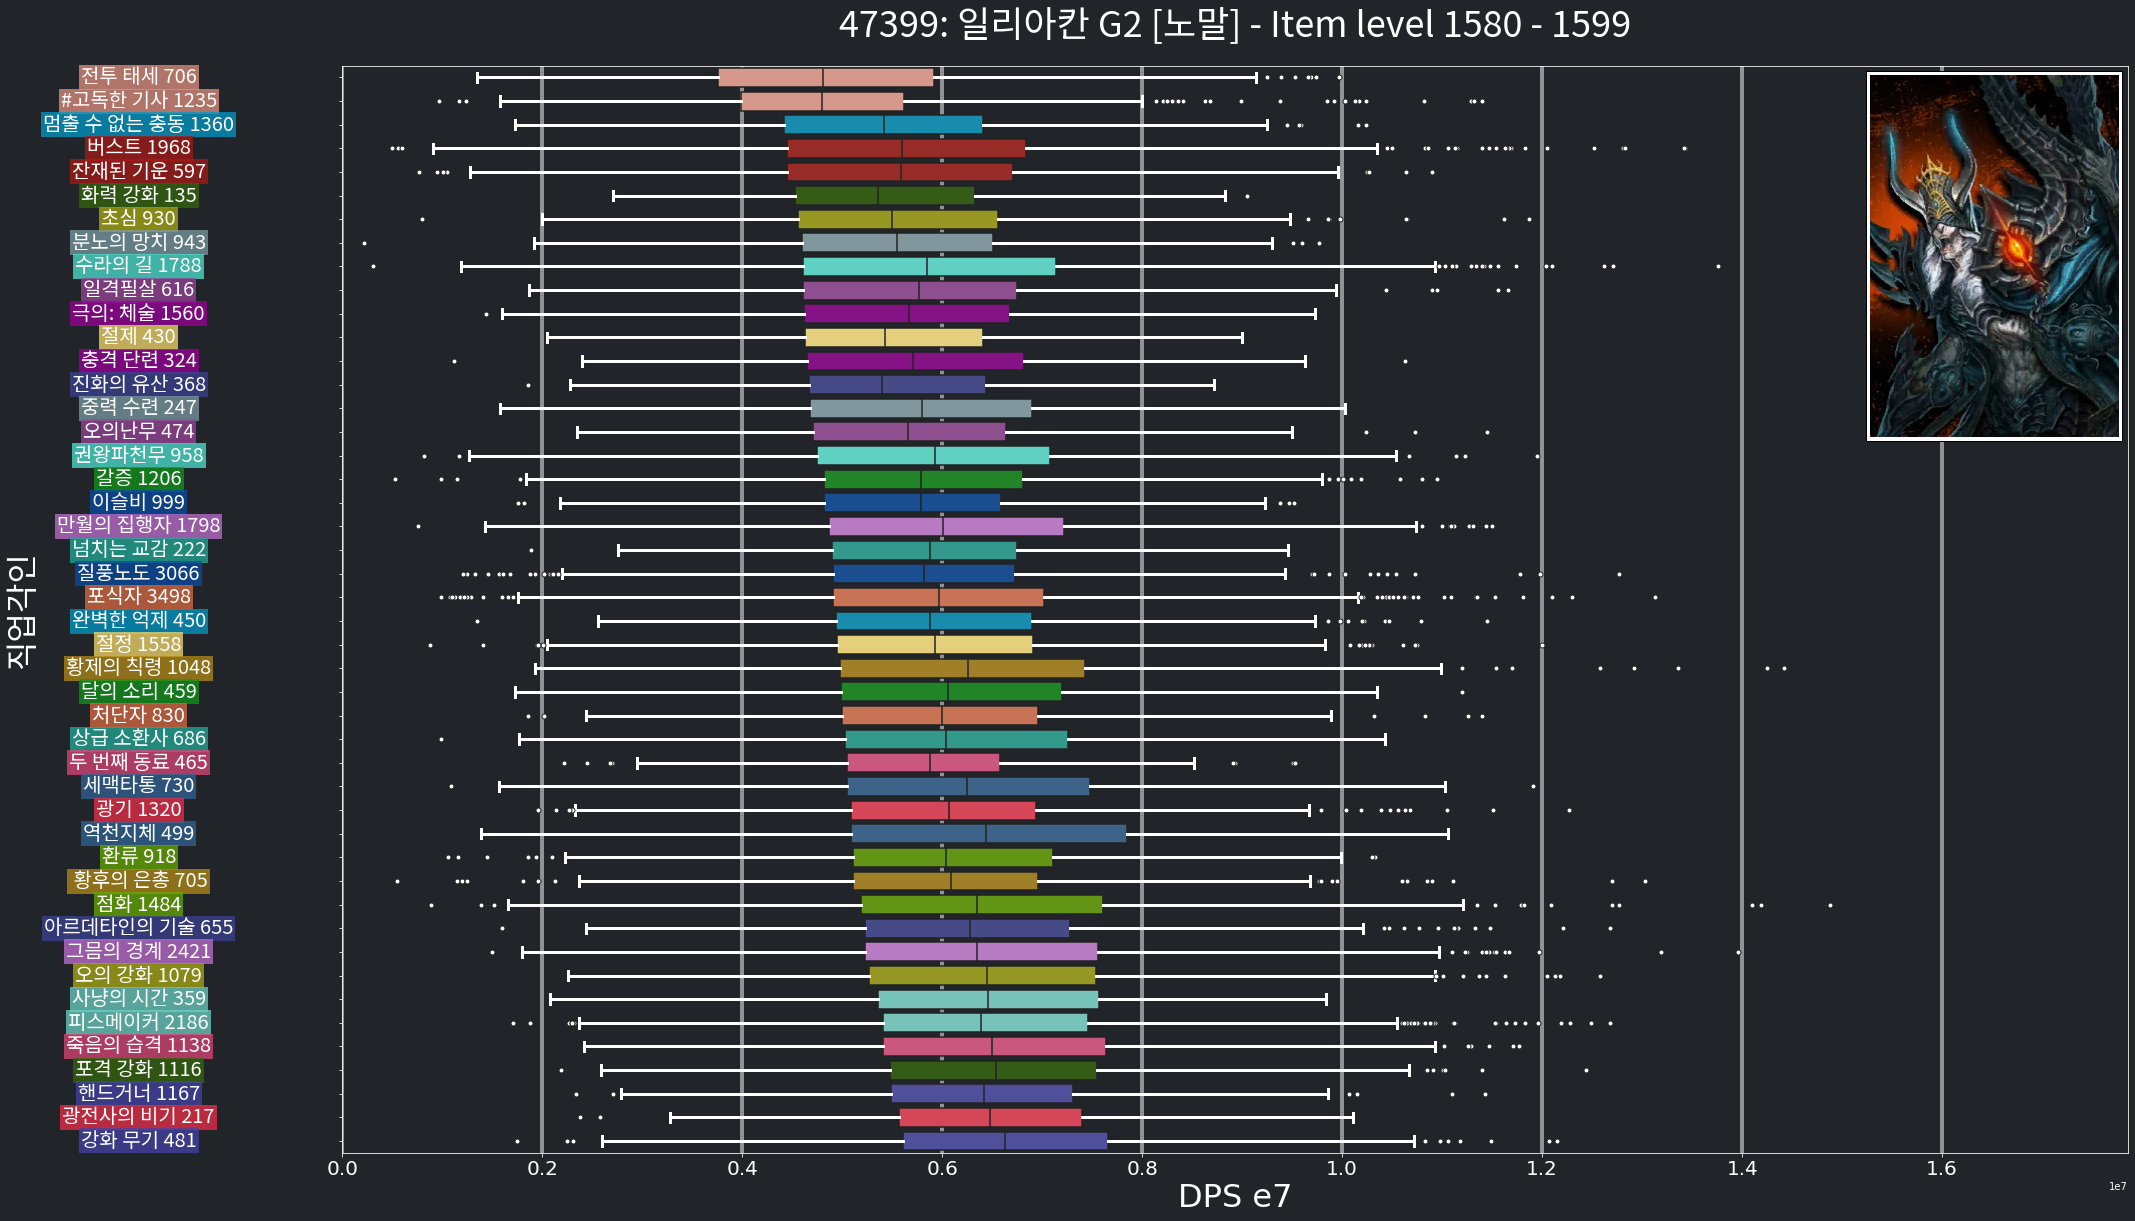 47399: 일리아칸 G2 [노말] - Item level 1580 - 1599
직업각인
전투 태세 706
#고독한 기사 1235
멈출 수 없는 충동 1360
버스트 1968
잔재된 기운 597
화력 강화 135
초심 930
분노의 망치 943
수라의 길 1788
일격필살 616
극의: 체술 1560
절제 430
충격 단련 324
진화의 유산 368
중력 수련 247
오의난무 474
권왕파천무 958
갈증 1206
이슬비 999
만월의 집행자 1798
넘치는 교감 222
질풍노도 3066
포식자 3498
완벽한 억제 450
절정 1558
황제의 칙령 1048
달의 소리 459
처단자 830
상급 소환사 686
두 번째 동료 465
세맥타통 730
광기 1320
역천지체 499
환류 918
황후의 은총 705
점화 1484
아르데타인의 기술 655
그믐의 경계 2421
오의 강화 1079
사냥의 시간 359
피스메이커 2186
죽음의 습격 1138
포격 강화 1116
핸드거너 1167
광전사의 비기 217
강화 무기 481
0.0 0.2 0.4 0.6 0.8 1.0 1.2 1.4 1.6
1e7
DPS e7